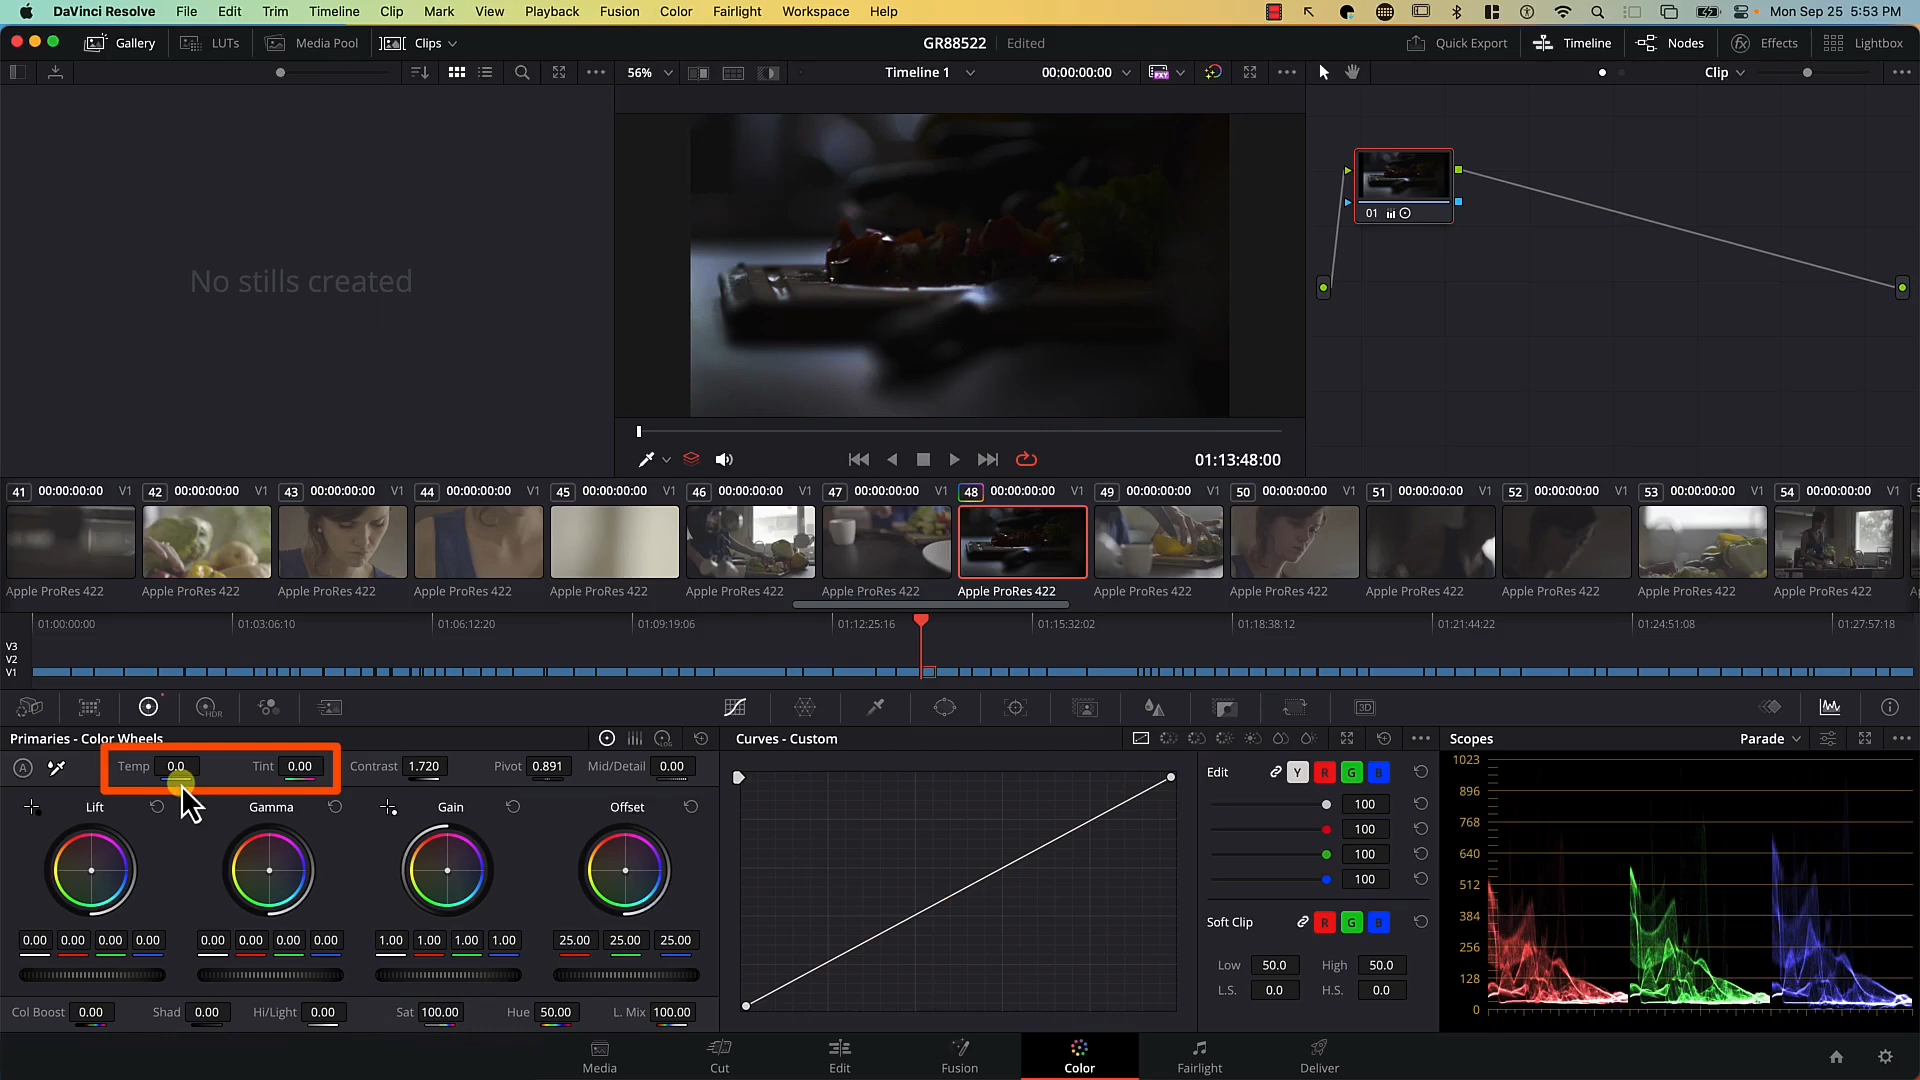 DaVinci Resolve File Edit Trim Timeline Clip Mark View Playback Fusion Color Fairlight Workspace Help Mon Sep 25 5:53 PM
Gallery LUTs Media Pool Clips GR88522 Edited Quick Export Timeline Nodes Effects Lightbox
56% Timeline 1 00:00:00:00 Clip
No stills created
01
01:13:48:00
41 00:00:00:00 V1 42 00:00:00:00 V1 43 00:00:00:00 V1 44 00:00:00:00 V1 45 00:00:00:00 V1 46 00:00:00:00 V1 47 00:00:00:00 V1 48 00:00:00:00 V1 49 00:00:00:00 V1 50 00:00:00:00 V1 51 00:00:00:00 V1 52 00:00:00:00 V1 53 00:00:00:00 V1 54 00:00:00:00 V1
Apple ProRes 422 Apple ProRes 422 Apple ProRes 422 Apple ProRes 422 Apple ProRes 422 Apple ProRes 422 Apple ProRes 422 Apple ProRes 422 Apple ProRes 422 Apple ProRes 422 Apple ProRes 422 Apple ProRes 422 Apple ProRes 422 Apple ProRes 422
01:00:00:00 01:03:06:10 01:06:12:20 01:09:19:06 01:12:25:16 01:15:32:02 01:18:38:12 01:21:44:22 01:24:51:08 01:27:57:18
V3
V2
V1
HDR 3D
Primaries - Color Wheels LOG Curves - Custom Scopes Parade
A Temp 0.0 Tint 0.00 Contrast 1.720 Pivot 0.891 Mid/Detail 0.00
Lift Gamma Gain Offset
0.00 0.00 0.00 0.00 0.00 0.00 0.00 0.00 1.00 1.00 1.00 1.00 25.00 25.00 25.00
Col Boost 0.00 Shad 0.00 Hi/Light 0.00 Sat 100.00 Hue 50.00 L. Mix 100.00
Edit Y R G B
100
100
100
100
Soft Clip R G B
Low 50.0 High 50.0
L.S. 0.0 H.S. 0.0
1023
896
768
640
512
384
256
128
0
Media Cut Edit Fusion Color Fairlight Deliver